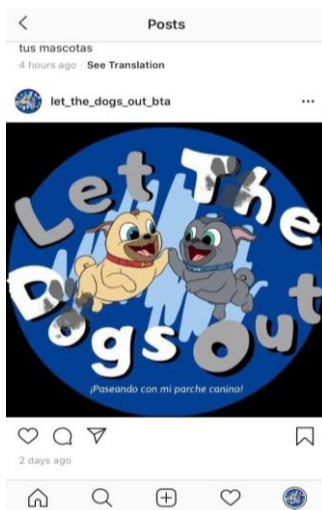 Posts
tus mascotas
4 hours ago · See Translation
let_the_dogs_out_bta
Let The
Dogs Out
¡Paseando con mi parche canino!
2 days ago